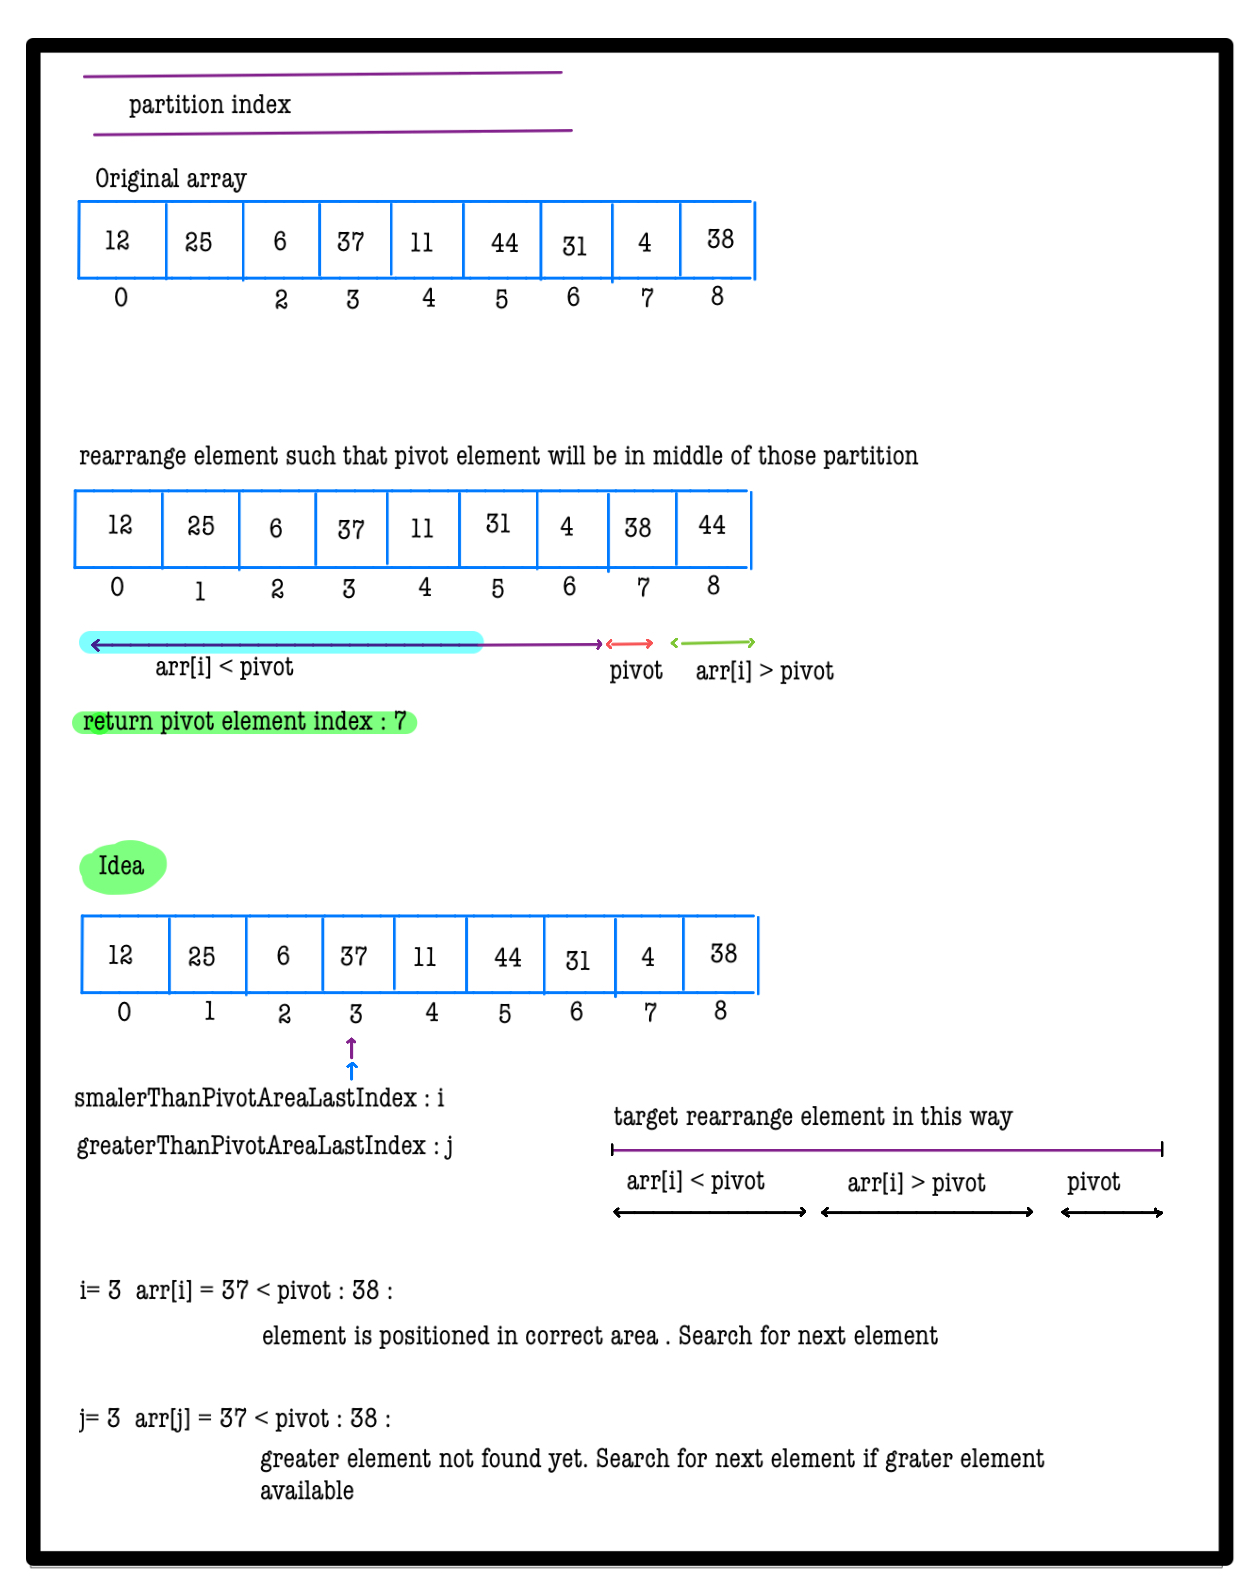 partition index
Original array
12 25 6 37 11 44 31 4 38
0 2 3 4 5 6 7 8
rearrange element such that pivot element will be in middle of those partition
12 25 6 37 11 31 4 38 44
0 1 2 3 4 5 6 7 8
arr[i] < pivot pivot arr[i] > pivot
return pivot element index : 7
Idea
12 25 6 37 11 44 31 4 38
0 1 2 3 4 5 6 7 8
smalerThanPivotAreaLastIndex : i
greaterThanPivotAreaLastIndex : j
target rearrange element in this way
arr[i] < pivot arr[i] > pivot pivot
i= 3 arr[i] = 37 < pivot : 38 :
element is positioned in correct area . Search for next element
j= 3 arr[j] = 37 < pivot : 38 :
greater element not found yet. Search for next element if grater element
available